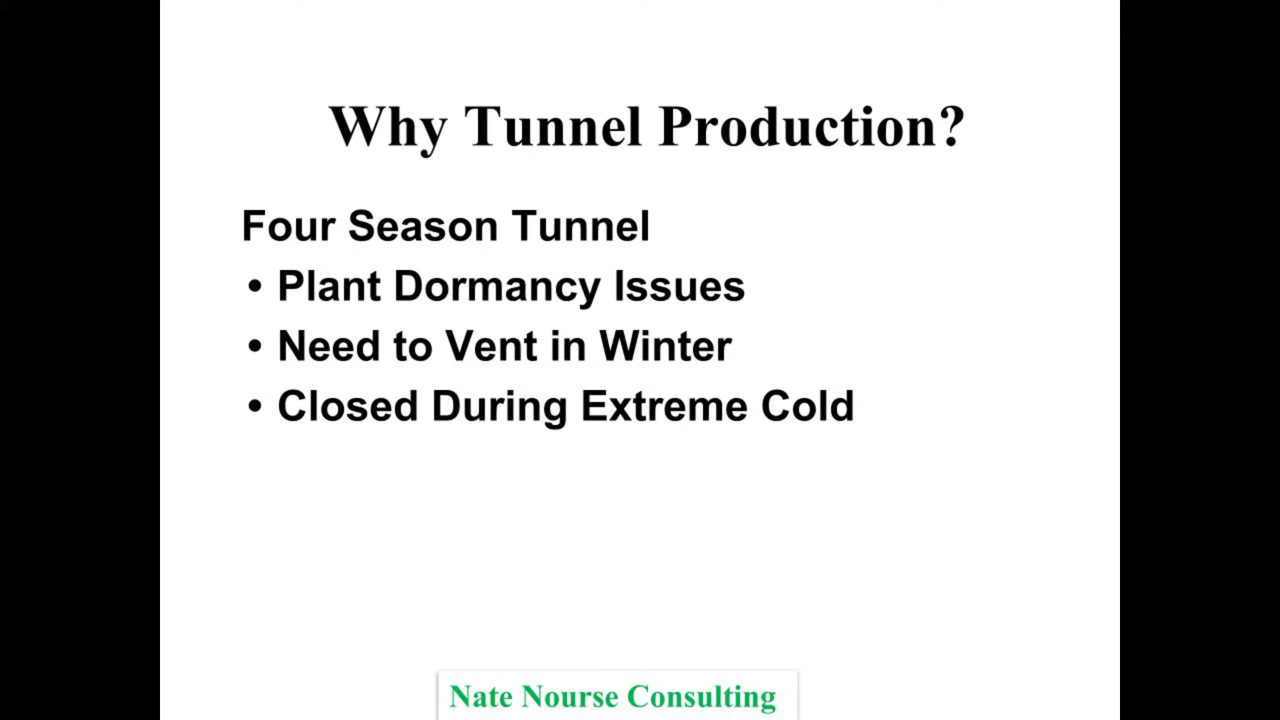 Why Tunnel Production?
Four Season Tunnel
• Plant Dormancy Issues
• Need to Vent in Winter
• Closed During Extreme Cold
Nate Nourse Consulting